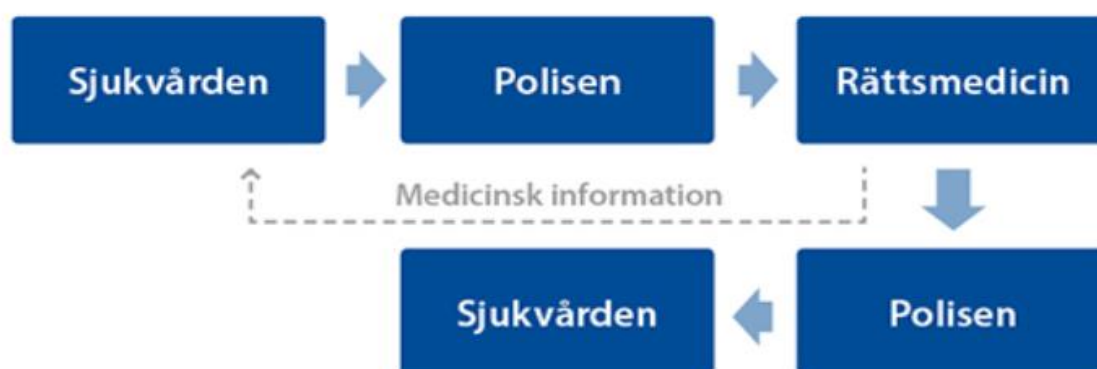 Sjukvården
Polisen
Rättsmedicin
Medicinsk information
Sjukvården
Polisen